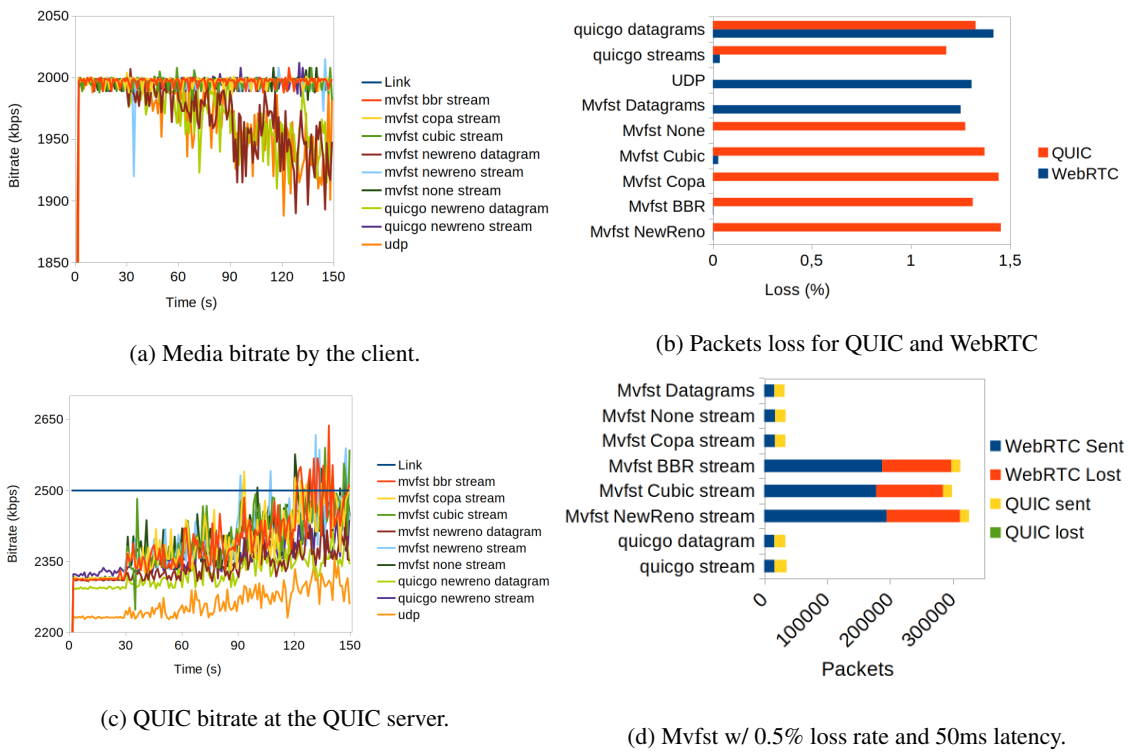 2050
2000
1950
1900
1850
0 30 60 90 120 150
Bitrate (kbps)
Time (s)
Link
mvfst bbr stream
mvfst copa stream
mvfst cubic stream
mvfst newreno datagram
mvfst newreno stream
mvfst none stream
quicgo newreno datagram
quicgo newreno stream
udp
(a) Media bitrate by the client.
quicgo datagrams
quicgo streams
UDP
Mvfst Datagrams
Mvfst None
Mvfst Cubic
Mvfst Copa
Mvfst BBR
Mvfst NewReno
0 0,5 1 1,5
Loss (%)
QUIC
WebRTC
(b) Packets loss for QUIC and WebRTC
2650
2500
2350
2200
0 30 60 90 120 150
Bitrate (kbps)
Time (s)
Link
mvfst bbr stream
mvfst copa stream
mvfst cubic stream
mvfst newreno datagram
mvfst newreno stream
mvfst none stream
quicgo newreno datagram
quicgo newreno stream
udp
(c) QUIC bitrate at the QUIC server.
Mvfst Datagrams
Mvfst None stream
Mvfst Copa stream
Mvfst BBR stream
Mvfst Cubic stream
Mvfst NewReno stream
quicgo datagram
quicgo stream
0 100000 200000 300000
Packets
WebRTC Sent
WebRTC Lost
QUIC sent
QUIC lost
(d) Mvfst w/ 0.5% loss rate and 50ms latency.